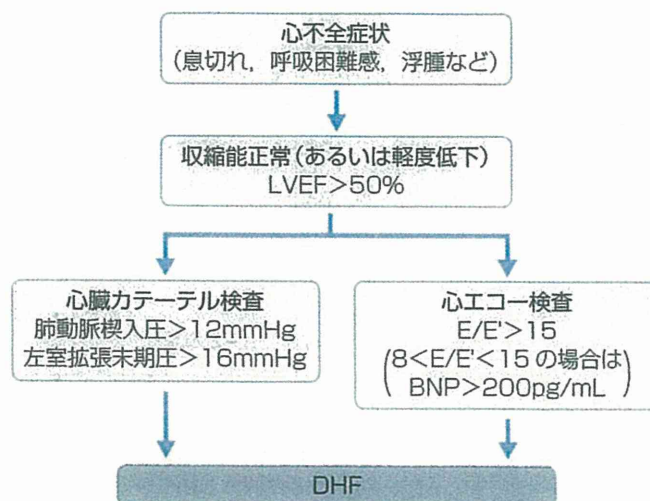 心不全症状
(息切れ，呼吸困難感，浮腫など)
収縮能正常(あるいは軽度低下)
LVEF>50%
心臓カテーテル検査
肺動脈楔入圧>12mmHg
左室拡張末期圧>16mmHg
心エコー検査
E/E'>15
(8<E/E'<15の場合は
BNP>200pg/mL)
DHF